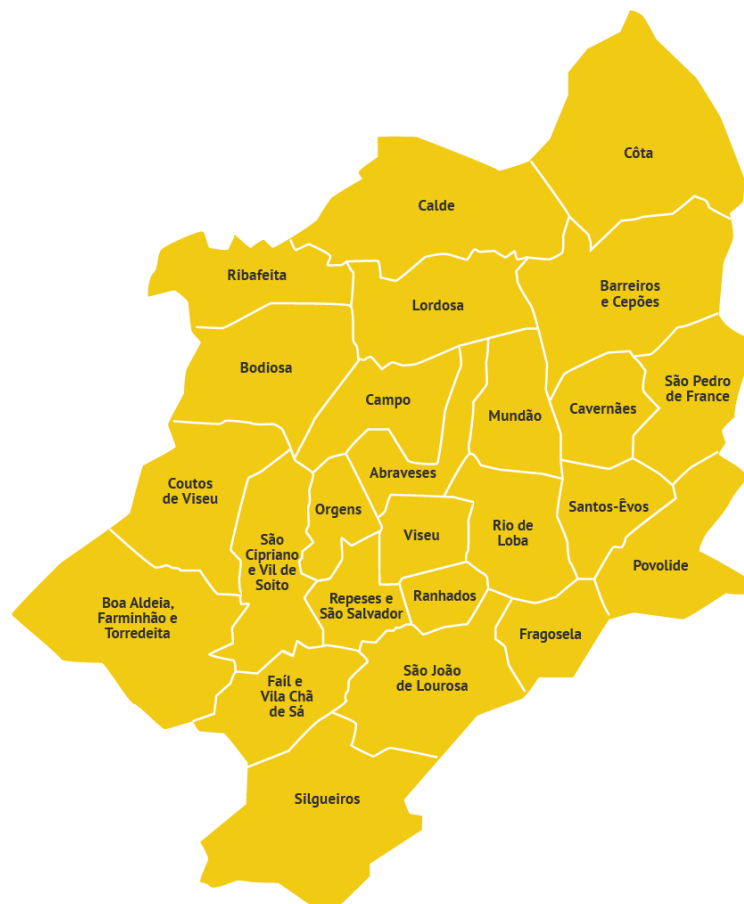 Côta
Calde
Ribafeita
Barreiros
e Cepões
Lordosa
Bodiosa
São Pedro
de France
Campo
Cavernães
Mundão
Abraveses
Coutos
de Viseu
Orgens
Santos-Êvos
Rio de
Loba
Viseu
São
Cipriano
e Vil de
Soito
Povolide
Ranhados
Repeses e
São Salvador
Boa Aldeia,
Farminhão e
Torredeita
Fragosela
São João
de Lourosa
Faíl e
Vila Chã
de Sá
Silgueiros